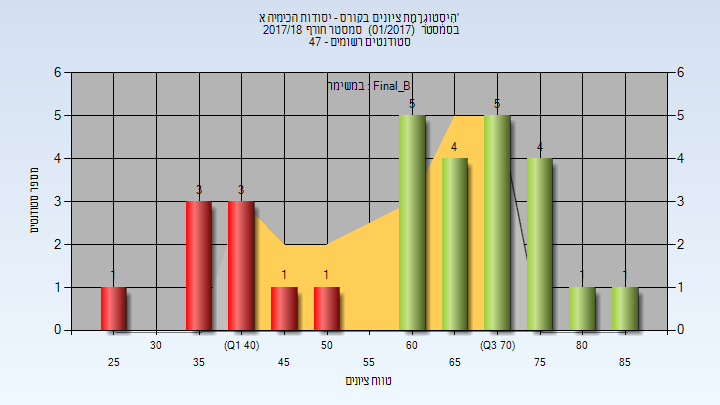 היסטוגרמת ציונים בקורס - יסודות הכימיה א'
בסמסטר (01/2017) סמסטר חורף 2017/18
סטודנטים רשומים - 47
במשימה : Final_B
מספר סטודנטים
6 6
5 5
4 4
3 3
2 2
1 1
0 0
1 3 3 1 1 5 4 5 4 1 1
30 (Q1 40) 50 60 (Q3 70) 80
25 35 45 55 65 75 85
טווח ציונים